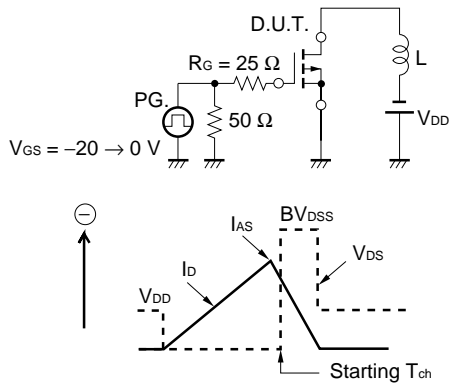 D.U.T.
RG = 25 Ω
L
PG.
50 Ω
VDD
VGS = −20 → 0 V
−
IAS
BVDSS
ID
VDS
VDD
Starting Tch